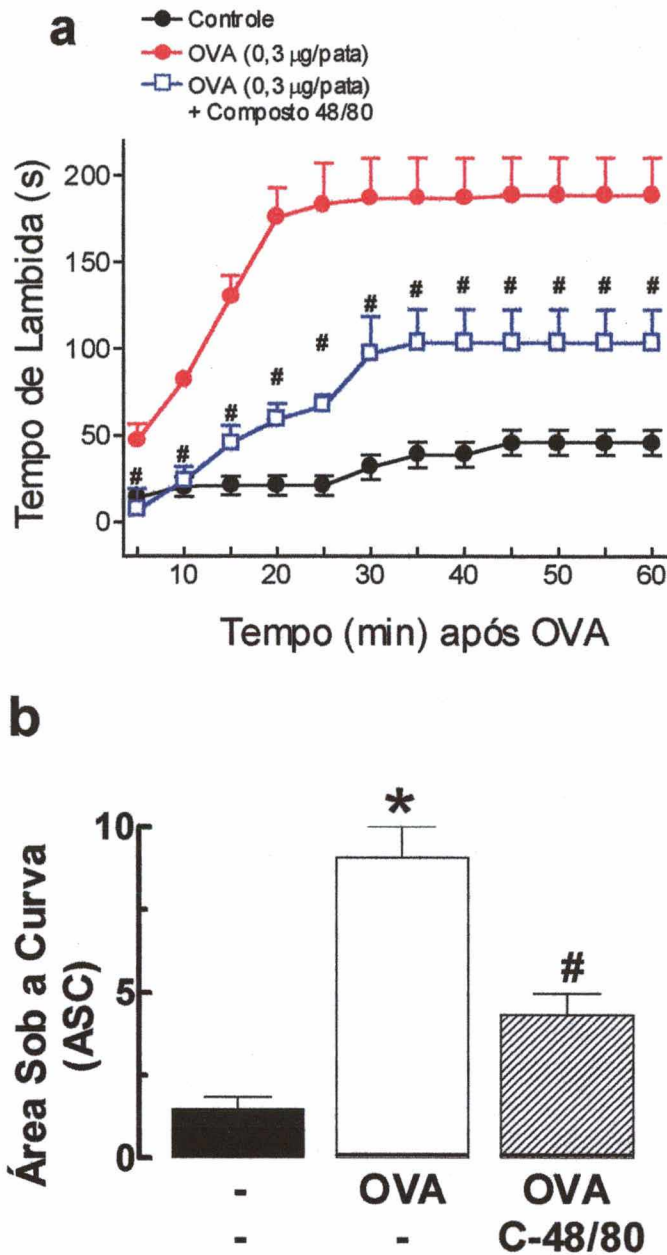 a
Controle
OVA (0,3 µg/pata)
OVA (0,3 µg/pata)
+ Composto 48/80
Tempo de Lambida (s)
200
150
100
50
0
# # # # # # # # # # # #
10 20 30 40 50 60
Tempo (min) após OVA
b
Área Sob a Curva
(ASC)
10
5
0
*
#
- OVA OVA
- - C-48/80